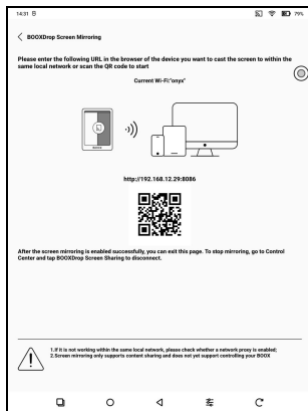 14:31
79%
BOOXDrop Screen Mirroring
Please enter the following URL in the browser of the device you want to cast the screen to within the
same local network or scan the QR code to start
Current Wi-Fi:"onyx"
http://192.168.12.29:8086
After the screen mirroring is enabled successfully, you can exit this page. To stop mirroring, go to Control
Center and tap BOOXDrop Screen Sharing to disconnect.
1.If it is not working within the same local network, please check whether a network proxy is enabled;
2.Screen mirroring only supports content sharing and does not yet support controlling your BOOX